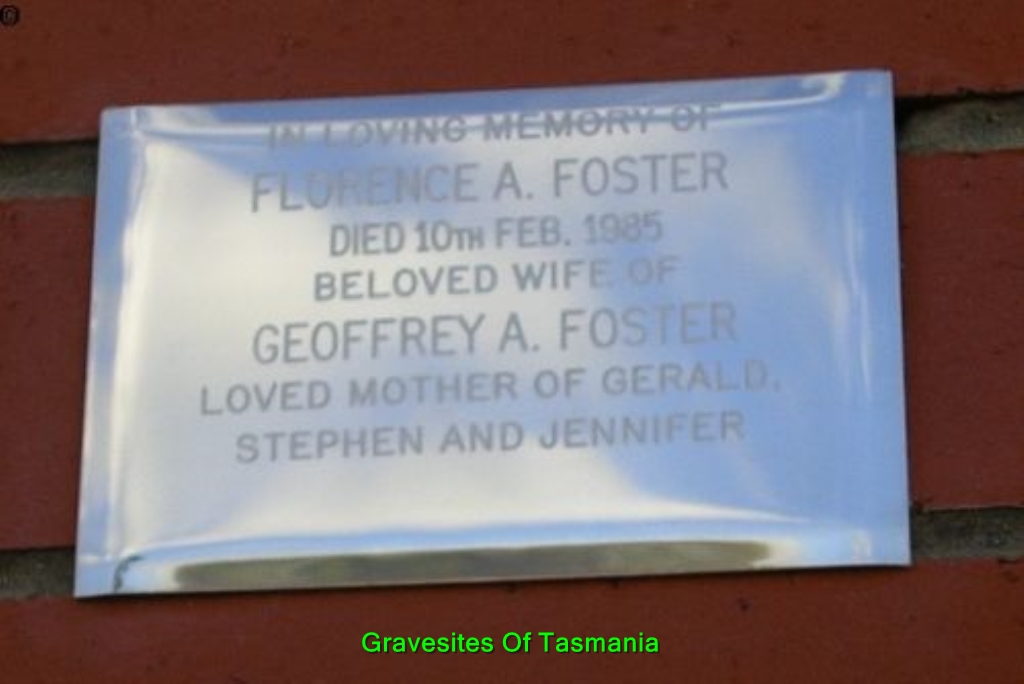 IN LOVING MEMORY OF
FLORENCE A. FOSTER
DIED 10TH FEB. 1985
BELOVED WIFE OF
GEOFFREY A. FOSTER
LOVED MOTHER OF GERALD,
STEPHEN AND JENNIFER
Gravesites Of Tasmania